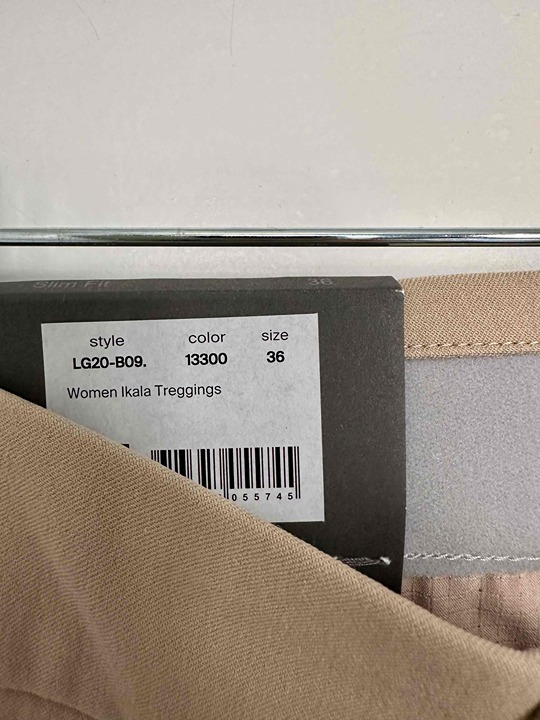 Slim Fit 36
style color size
LG20-B09. 13300 36
Women Ikala Treggings
055745